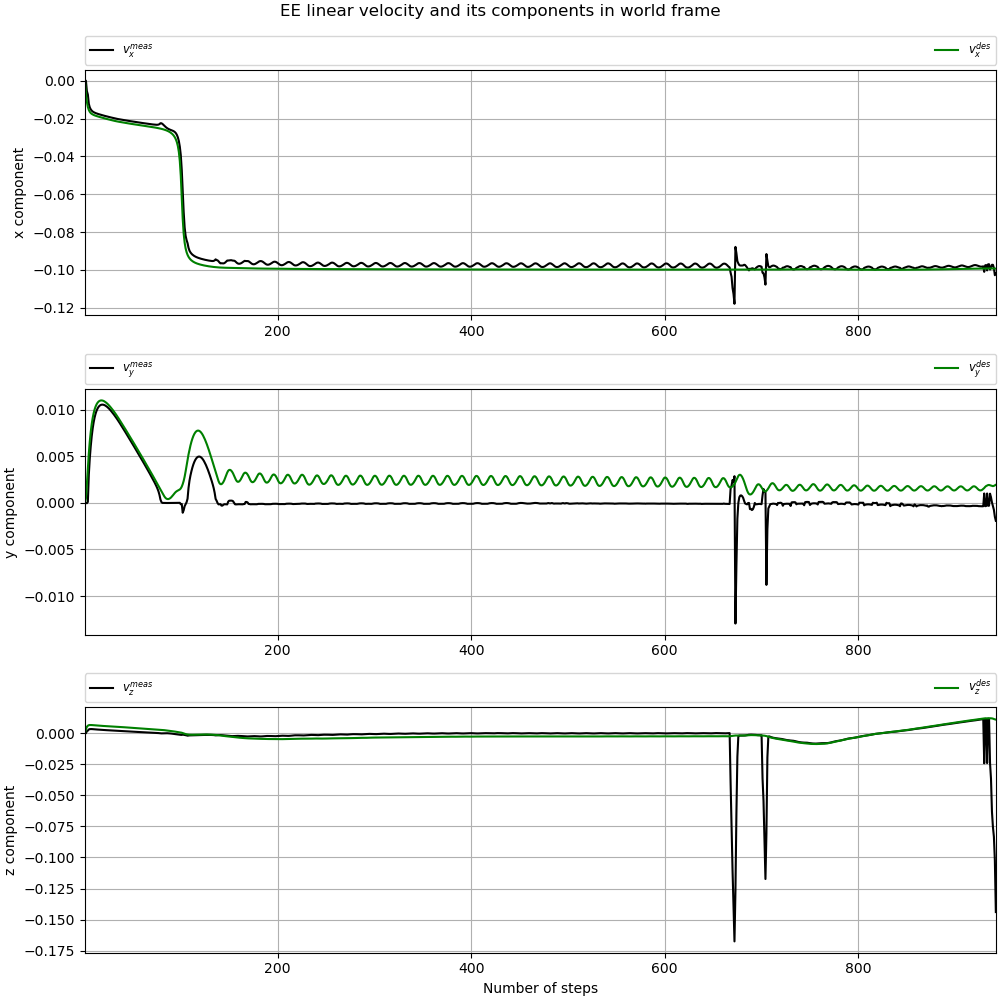 EE linear velocity and its components in world frame
v_x^{meas} v_x^{des}
0.00
−0.02
−0.04
−0.06
−0.08
−0.10
−0.12
x component
200 400 600 800
v_y^{meas} v_y^{des}
0.010
0.005
0.000
−0.005
−0.010
y component
200 400 600 800
v_z^{meas} v_z^{des}
0.000
−0.025
−0.050
−0.075
−0.100
−0.125
−0.150
−0.175
z component
200 400 600 800
Number of steps